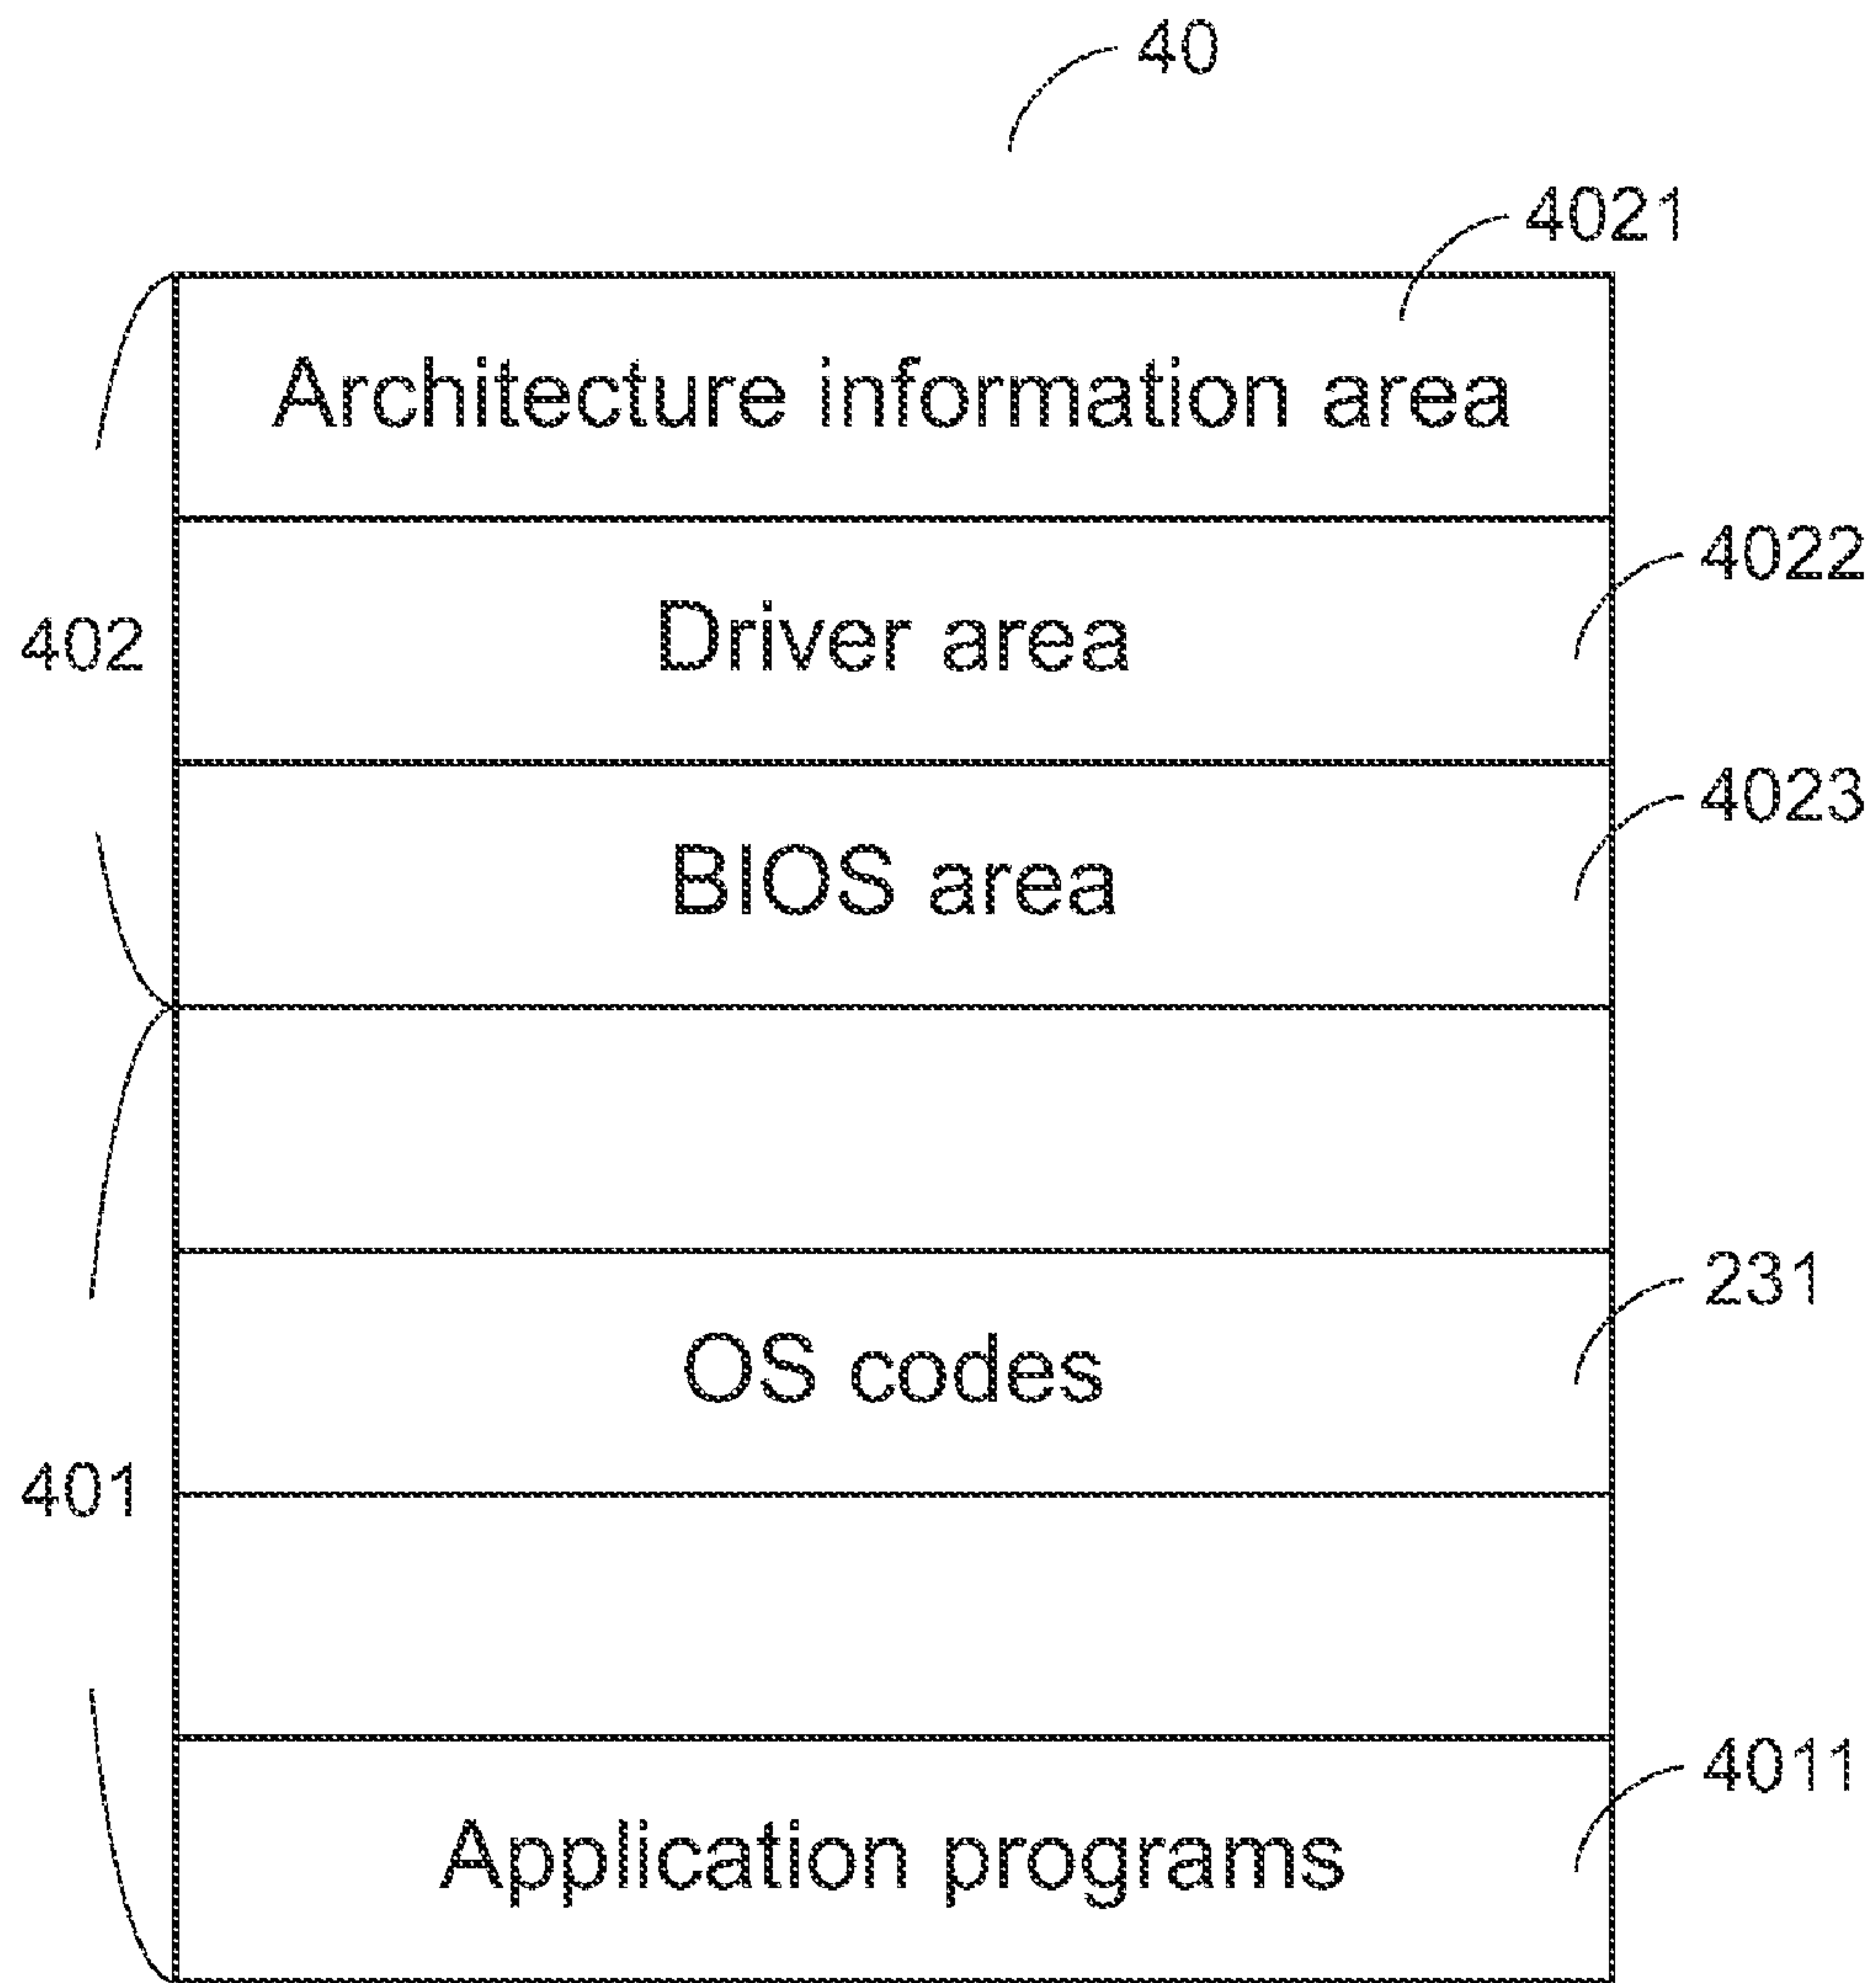 40
4021
Architecture information area
4022
Driver area
402
4023
BIOS area
231
OS codes
401
4011
Application programs